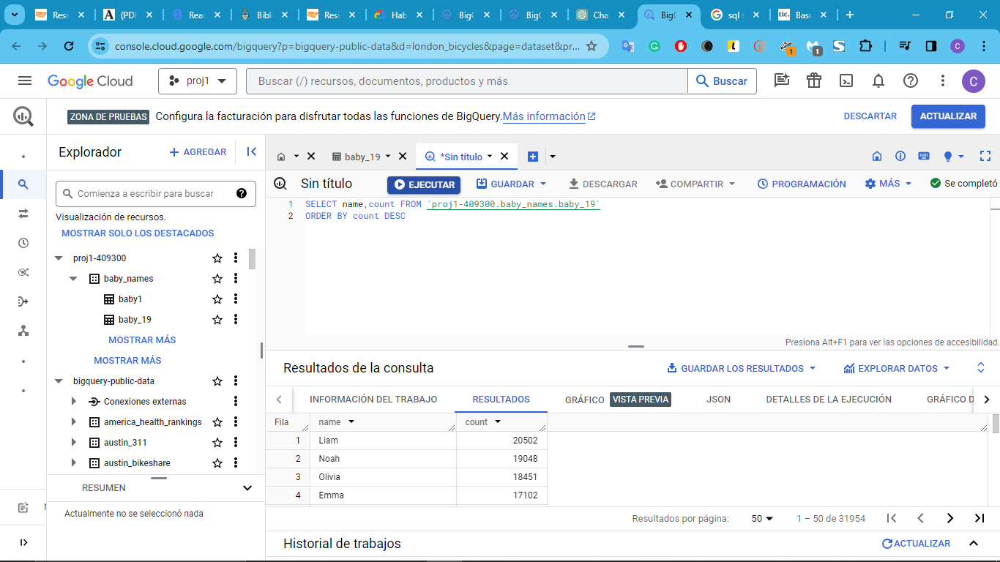 Resi
(PDF
Reac
Bibli
Resi
Hab
BigQ
BigQ
Chat
BigQ
sql s
Base
console.cloud.google.com/bigquery?p=bigquery-public-data&d=london_bicycles&page=dataset&pr...
1
1
C
Google Cloud
proj1
Buscar (/) recursos, documentos, productos y más
Buscar
C
ZONA DE PRUEBAS
Configura la facturación para disfrutar todas las funciones de BigQuery. Más información
DESCARTAR
ACTUALIZAR
Explorador
AGREGAR
baby_19
*Sin título
Comienza a escribir para buscar
Sin título
EJECUTAR
GUARDAR
DESCARGAR
COMPARTIR
PROGRAMACIÓN
MÁS
Se completó
Visualización de recursos.
MOSTRAR SOLO LOS DESTACADOS
1 SELECT name,count FROM `proj1-409300.baby_names.baby_19`
2 ORDER BY count DESC
proj1-409300
baby_names
baby1
baby_19
MOSTRAR MÁS
MOSTRAR MÁS
bigquery-public-data
Conexiones externas
america_health_rankings
austin_311
austin_bikeshare
RESUMEN
Actualmente no se seleccionó nada
Presiona Alt+F1 para ver las opciones de accesibilidad.
Resultados de la consulta
GUARDAR LOS RESULTADOS
EXPLORAR DATOS
INFORMACIÓN DEL TRABAJO
RESULTADOS
GRÁFICO
VISTA PREVIA
JSON
DETALLES DE LA EJECUCIÓN
GRÁFICO D
Fila name count
1 Liam 20502
2 Noah 19048
3 Olivia 18451
4 Emma 17102
Resultados por página: 50 1 – 50 de 31954
Historial de trabajos
ACTUALIZAR